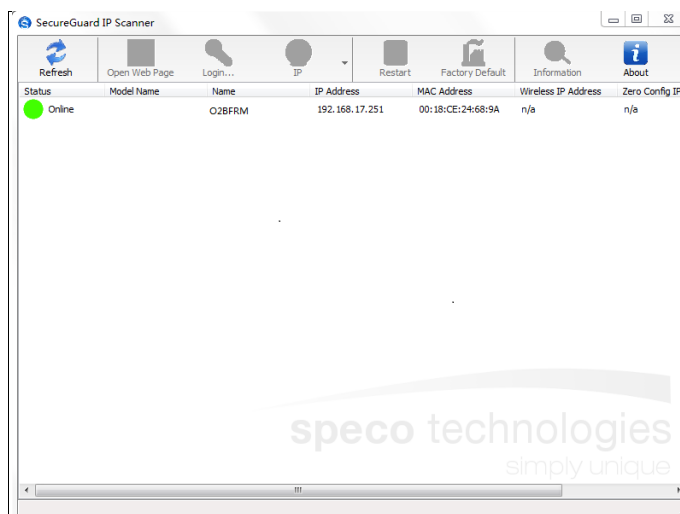 SecureGuard IP Scanner
Refresh Open Web Page Login... IP Restart Factory Default Information About
Status Model Name Name IP Address MAC Address Wireless IP Address Zero Config IP
Online O2BFRM 192.168.17.251 00:18:CE:24:68:9A n/a n/a
speco technologies
simply unique